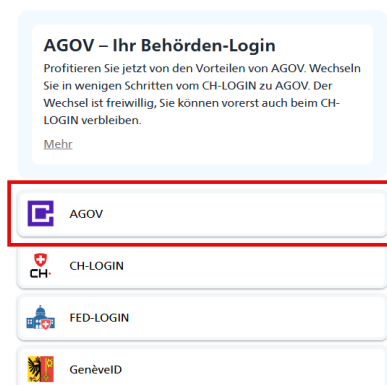 AGOV – Ihr Behörden-Login
Profitieren Sie jetzt von den Vorteilen von AGOV. Wechseln
Sie in wenigen Schritten vom CH-LOGIN zu AGOV. Der
Wechsel ist freiwillig, Sie können vorerst auch beim CH-
LOGIN verbleiben.
Mehr
AGOV
CH-LOGIN
CH
FED-LOGIN
GenèveID